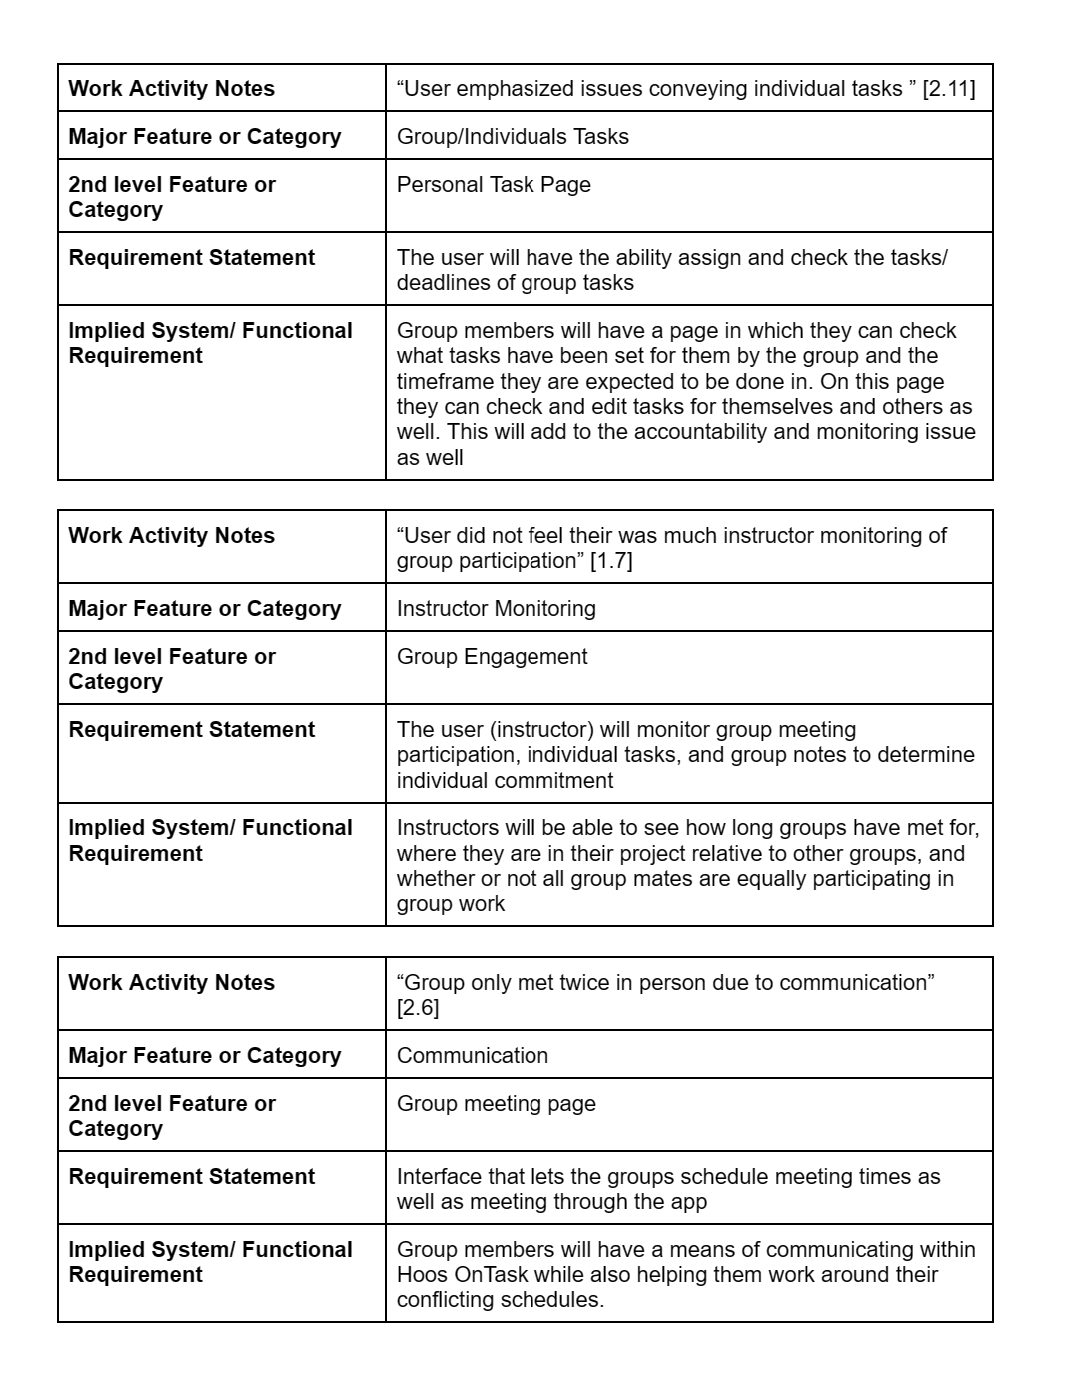 Work Activity Notes “User emphasized issues conveying individual tasks ” [2.11]
Major Feature or Category Group/Individuals Tasks
2nd level Feature or Personal Task Page
Category
Requirement Statement The user will have the ability assign and check the tasks/
deadlines of group tasks
Implied System/ Functional Group members will have a page in which they can check
Requirement what tasks have been set for them by the group and the
timeframe they are expected to be done in. On this page
they can check and edit tasks for themselves and others as
well. This will add to the accountability and monitoring issue
as well
Work Activity Notes “User did not feel their was much instructor monitoring of
group participation” [1.7]
Major Feature or Category Instructor Monitoring
2nd level Feature or Group Engagement
Category
Requirement Statement The user (instructor) will monitor group meeting
participation, individual tasks, and group notes to determine
individual commitment
Implied System/ Functional Instructors will be able to see how long groups have met for,
Requirement where they are in their project relative to other groups, and
whether or not all group mates are equally participating in
group work
Work Activity Notes “Group only met twice in person due to communication”
[2.6]
Major Feature or Category Communication
2nd level Feature or Group meeting page
Category
Requirement Statement Interface that lets the groups schedule meeting times as
well as meeting through the app
Implied System/ Functional Group members will have a means of communicating within
Requirement Hoos OnTask while also helping them work around their
conflicting schedules.